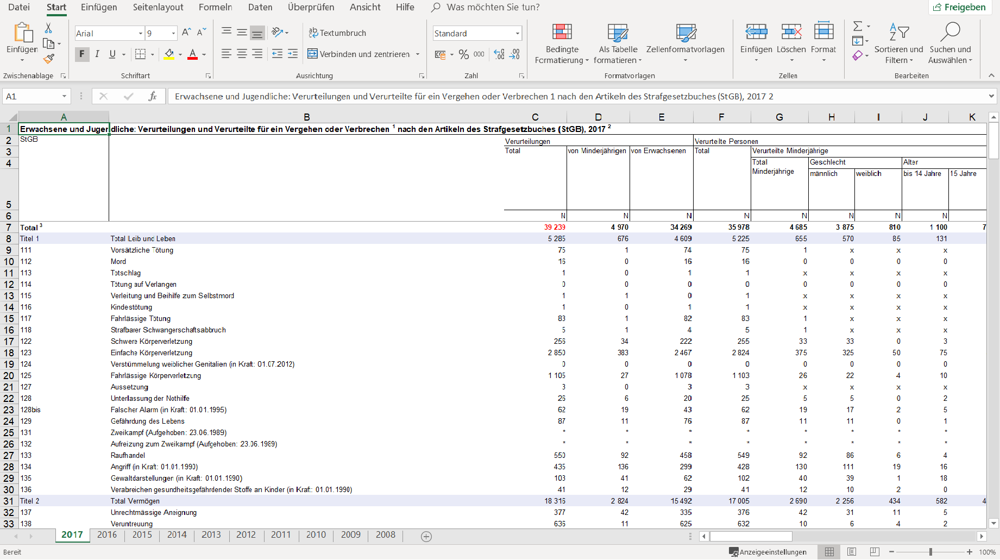 Datei Start Einfügen Seitenlayout Formeln Daten Überprüfen Ansicht Hilfe Was möchten Sie tun? Freigeben
Einfügen
Arial 9
F K U
ab Textumbruch
Verbinden und zentrieren
Standard
% 000
Bedingte Formatierung
Als Tabelle formatieren
Zellenformatvorlagen
Einfügen Löschen Format
Sortieren und Filtern
Suchen und Auswählen
Zwischenablage Schriftart Ausrichtung Zahl Formatvorlagen Zellen Bearbeiten
A1 fx Erwachsene und Jugendliche: Verurteilungen und Verurteilte für ein Vergehen oder Verbrechen 1 nach den Artikeln des Strafgesetzbuches (StGB), 2017 2
A B C D E F G H I J K
1 Erwachsene und Jugendliche: Verurteilungen und Verurteilte für ein Vergehen oder Verbrechen 1 nach den Artikeln des Strafgesetzbuches (StGB), 2017 2
2 StGB Verurteilungen Verurteilte Personen
3 Total von Minderjährigen von Erwachsenen Total Verurteilte Minderjährige
4 Total Minderjährige Geschlecht Alter
5 männlich weiblich bis 14 Jahre 15 Jahre
6 N N N N N N N N
7 Total 3 39 239 4 970 34 269 35 978 4 685 3 875 810 1 100 7
8 Titel 1 Total Leib und Leben 5 285 676 4 609 5 225 655 570 85 131
9 111 Vorsätzliche Tötung 75 1 74 75 1 x x x
10 112 Mord 16 0 16 16 0 0 0 0
11 113 Totschlag 1 0 1 1 x x x x
12 114 Tötung auf Verlangen 0 0 0 0 0 0 0 0
13 115 Verleitung und Beihilfe zum Selbstmord 1 1 0 1 x x x x
14 116 Kindestötung 1 0 1 1 x x x x
15 117 Fahrlässige Tötung 83 1 82 83 1 x x x
16 118 Strafbarer Schwangerschaftsabbruch 5 1 4 5 1 x x x
17 122 Schwere Körperverletzung 256 34 222 255 33 33 0 3
18 123 Einfache Körperverletzung 2 850 383 2 467 2 824 375 325 50 75
19 124 Verstümmelung weiblicher Genitalien (in Kraft: 01.07.2012) 0 0 0 0 0 0 0 0
20 125 Fahrlässige Körperverletzung 1 105 27 1 078 1 103 26 22 4 10
21 127 Aussetzung 3 0 3 3 x x x x
22 128 Unterlassung der Nothilfe 26 6 20 25 5 5 0 2
23 128bis Falscher Alarm (in Kraft: 01.01.1995) 62 19 43 62 19 17 2 5
24 129 Gefährdung des Lebens 87 11 76 87 11 11 0 1
25 131 Zweikampf (Aufgehoben: 23.06.1989) * * * * * * * *
26 132 Aufreizung zum Zweikampf (Aufgehoben: 23.06.1989) * * * * * * * *
27 133 Raufhandel 550 92 458 549 92 86 6 4
28 134 Angriff (in Kraft: 01.01.1990) 435 136 299 428 130 111 19 16
29 135 Gewaltdarstellungen (in Kraft: 01.01.1990) 103 41 62 102 40 39 1 18
30 136 Verabreichen gesundheitsgefährdender Stoffe an Kinder (in Kraft: 01.01.1990) 41 12 29 41 12 10 2 0
31 Titel 2 Total Vermögen 18 316 2 824 15 492 17 005 2 690 2 256 434 582 4
32 137 Unrechtmässige Aneignung 377 42 335 376 42 31 11 5
33 138 Veruntreuung 636 11 625 632 10 6 4 2
2017 2016 2015 2014 2013 2012 2011 2010 2009 2008
Bereit Anzeigeeinstellungen 100%